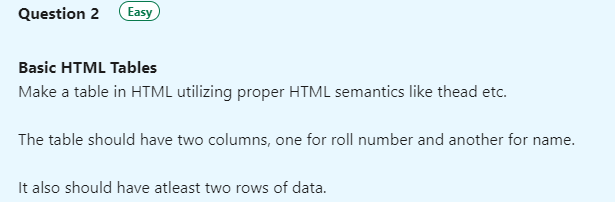 Question 2 Easy
Basic HTML Tables
Make a table in HTML utilizing proper HTML semantics like thead etc.
The table should have two columns, one for roll number and another for name.
It also should have atleast two rows of data.